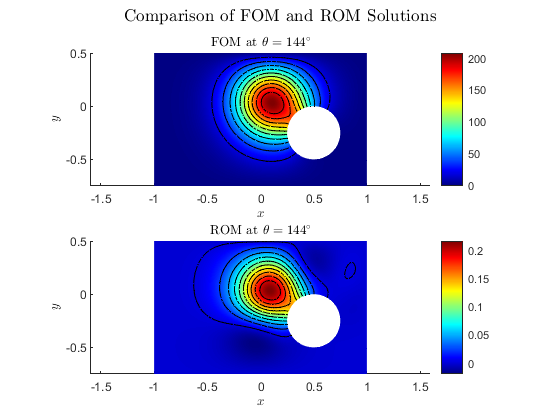 Comparison of FOM and ROM Solutions
FOM at θ = 144°
0.5
0
-0.5
y
-1.5 -1 -0.5 0 0.5 1 1.5
x
200
150
100
50
0
ROM at θ = 144°
0.5
0
-0.5
y
-1.5 -1 -0.5 0 0.5 1 1.5
x
0.2
0.15
0.1
0.05
0